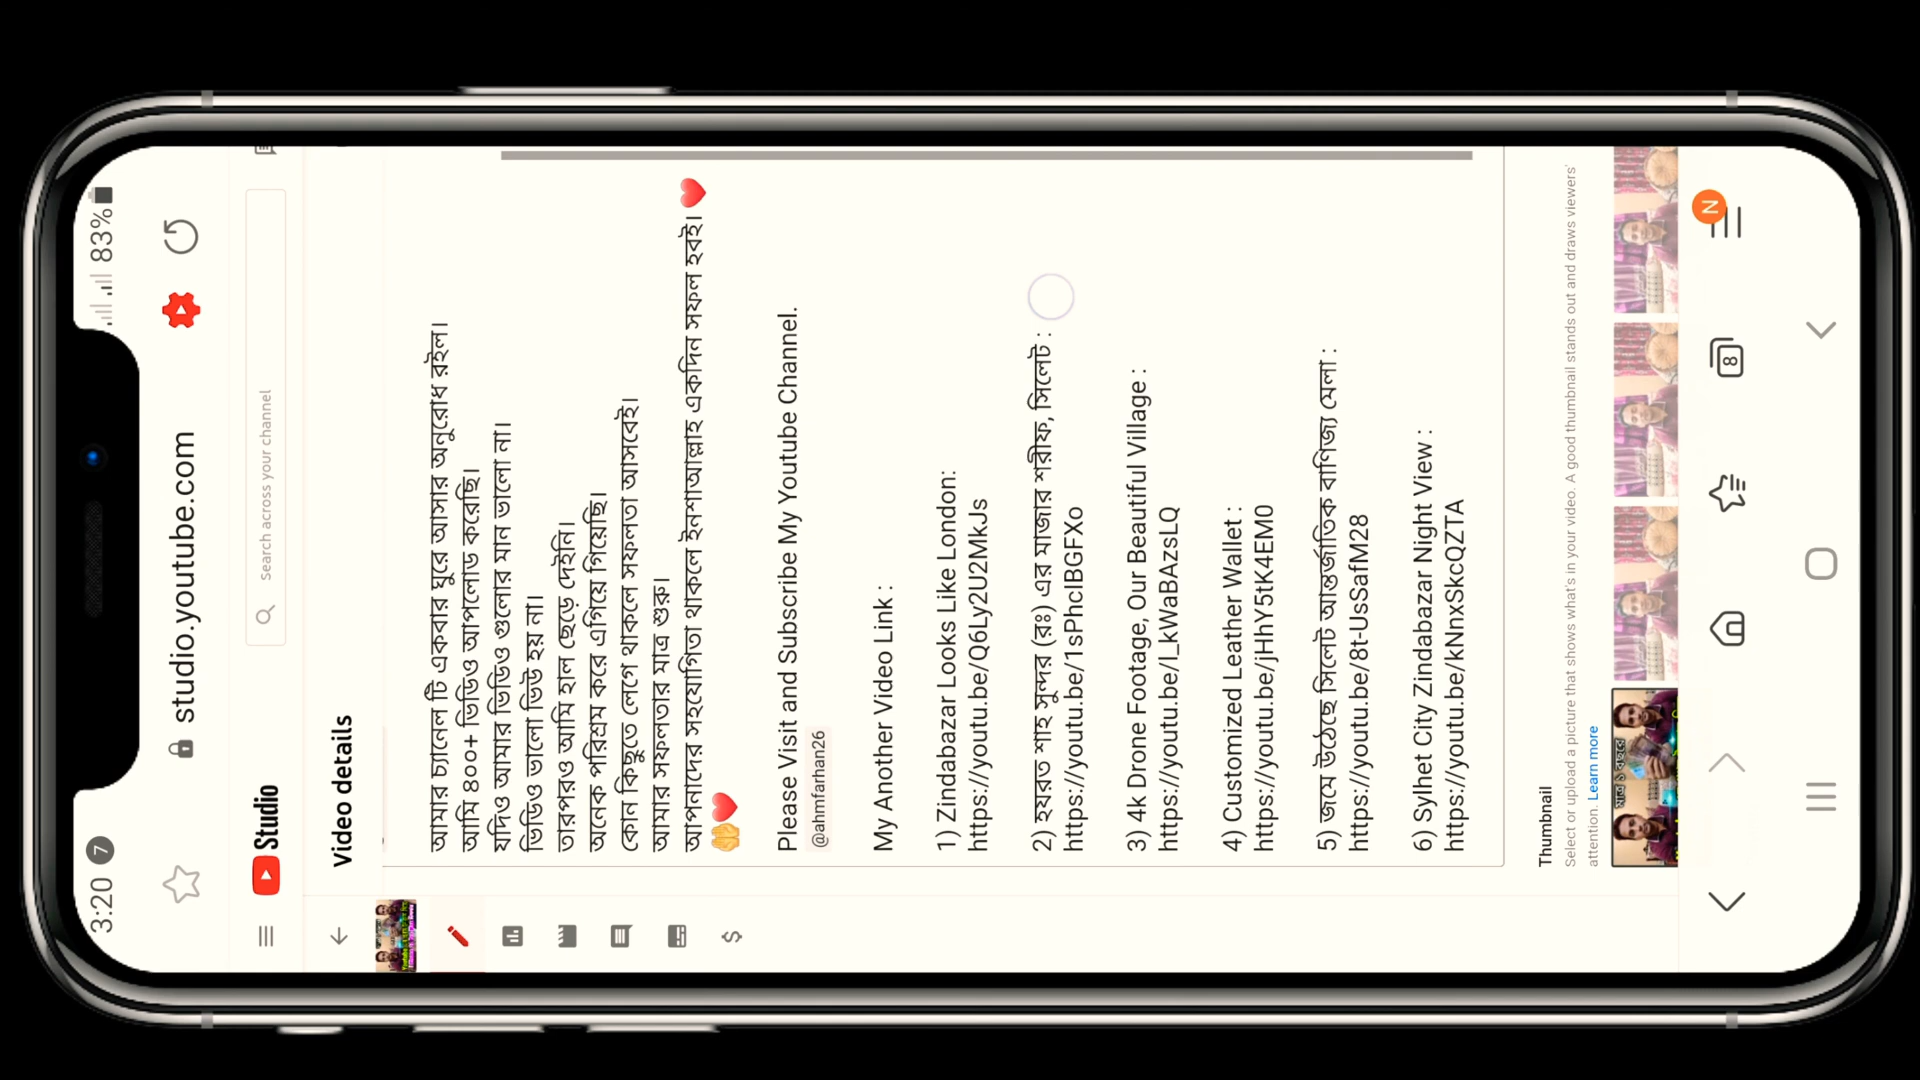 3:20
7
83%
studio.youtube.com
Studio
Search across your channel
Video details
আমার চ্যানেল টি একবার ঘুরে আসার অনুরোধ রইল।
আমি ৪০০+ ভিডিও আপলোড করেছি।
যদিও আমার ভিডিও গুলোর মান ভালো না।
ভিডিও ভালো ভিউ হয় না।
তারপরও আমি হাল ছেড়ে দেইনি।
অনেক পরিশ্রম করে এগিয়ে গিয়েছি।
কোন কিছুতে লেগে থাকলে সফলতা আসবেই।
আমার সফলতার মাত্র শুরু।
আপনাদের সহযোগিতা থাকলে ইনশাআল্লাহ একদিন সফল হবই। ❤️
🤲❤️
Please Visit and Subscribe My Youtube Channel.
@ahmfarhan26
My Another Video Link :
1) Zindabazar Looks Like London:
https://youtu.be/Q6Ly2U2MkJs
2) হযরত শাহ সুন্দর (রঃ) এর মাজার শরীফ, সিলেট :
https://youtu.be/1sPhcIBGFXo
3) 4k Drone Footage, Our Beautiful Village :
https://youtu.be/l_kWaBAzsLQ
4) Customized Leather Wallet :
https://youtu.be/jHhY5tK4EM0
5) জমে উঠেছে সিলেট আন্তর্জাতিক বাণিজ্য মেলা :
https://youtu.be/8t-UsSafM28
6) Sylhet City Zindabazar Night View :
https://youtu.be/kNnxSkcQZTA
Thumbnail
Select or upload a picture that shows what's in your video. A good thumbnail stands out and draws viewers'
attention. Learn more
মাত্র ১ বছরে
N
8